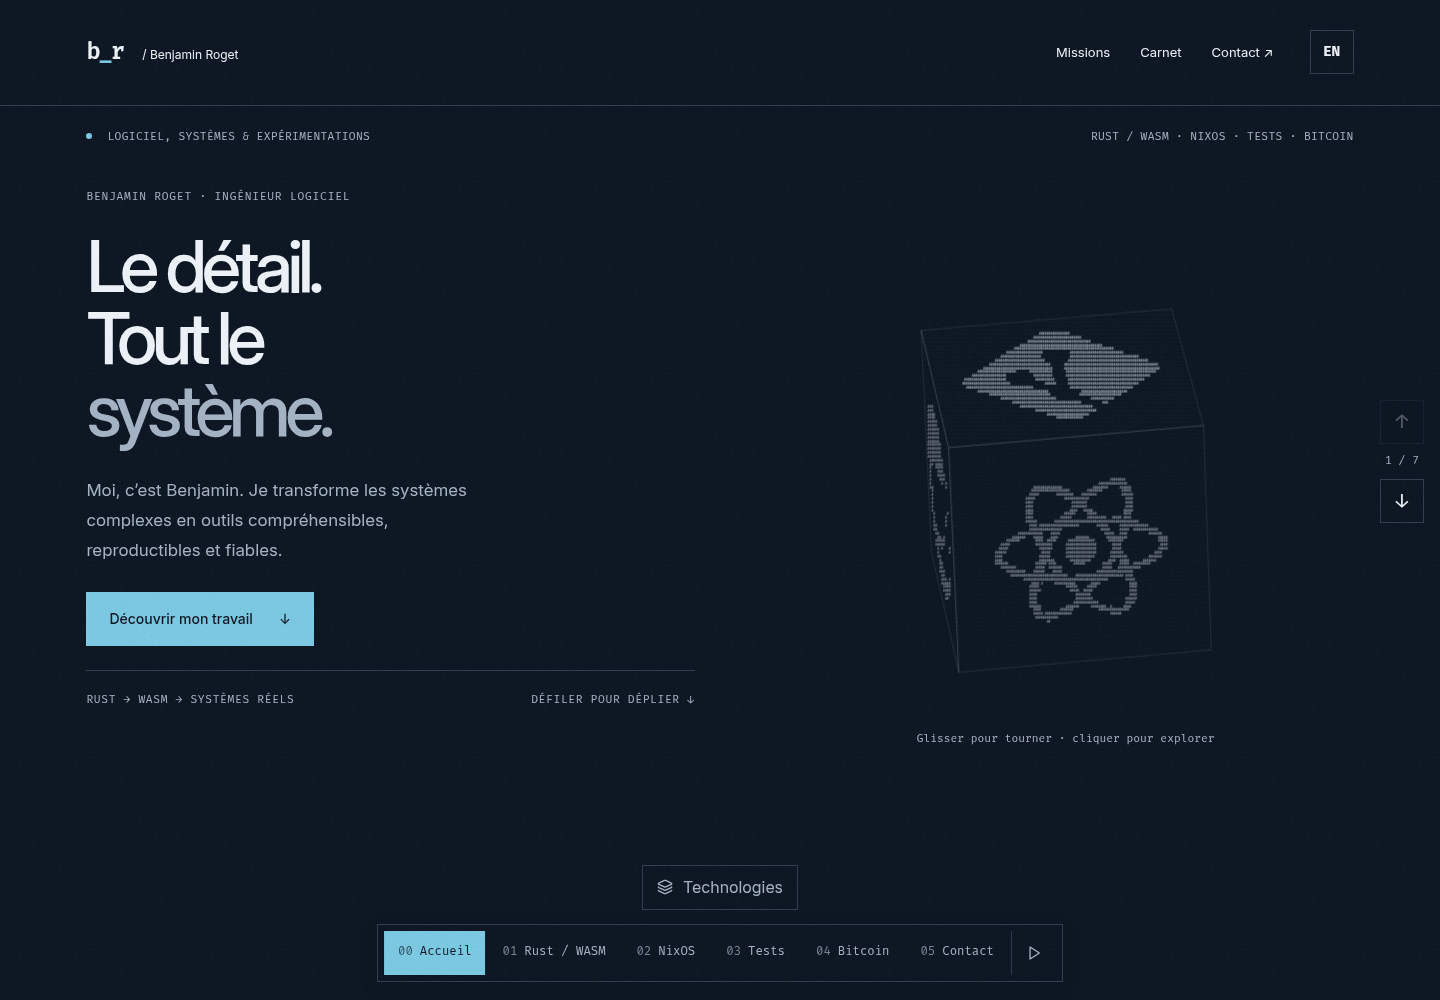 b_r / Benjamin Roget
Missions Carnet Contact ↗ EN
LOGICIEL, SYSTÈMES & EXPÉRIMENTATIONS
RUST / WASM · NIXOS · TESTS · BITCOIN
BENJAMIN ROGET · INGÉNIEUR LOGICIEL
Le détail.
Tout le
système.
Moi, c’est Benjamin. Je transforme les systèmes
complexes en outils compréhensibles,
reproductibles et fiables.
Découvrir mon travail ↓
RUST → WASM → SYSTÈMES RÉELS
DÉFILER POUR DÉPLIER ↓
↑
1 / 7
↓
Glisser pour tourner · cliquer pour explorer
Technologies
00 Accueil 01 Rust / WASM 02 NixOS 03 Tests 04 Bitcoin 05 Contact